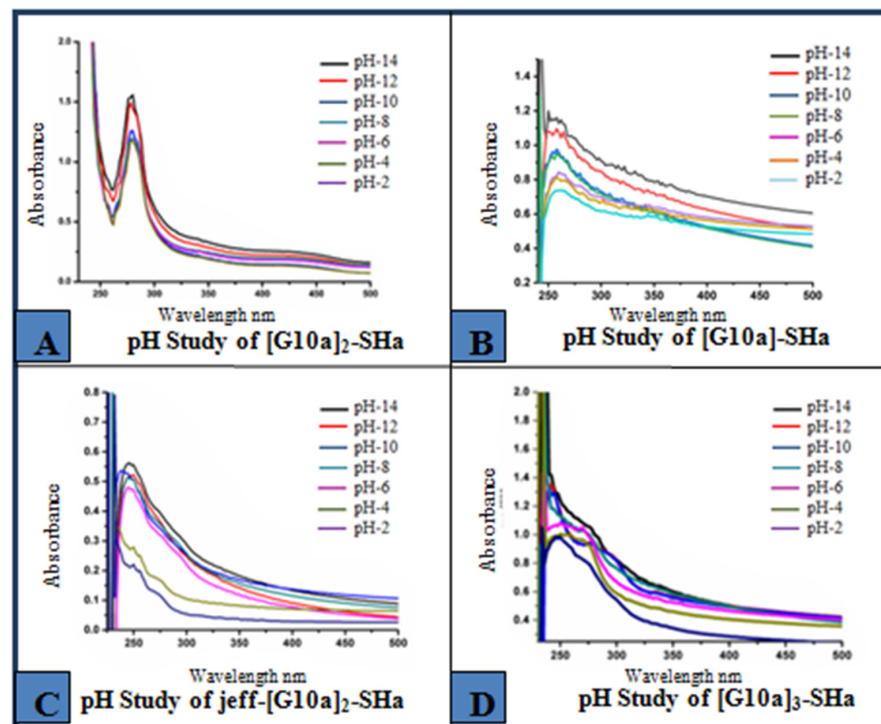 2.0
1.5
1.0
0.5
0.0
250 300 350 400 450 500
Absorbance
Wavelength nm
pH-14
pH-12
pH-10
pH-8
pH-6
pH-4
pH-2
A
pH Study of [G10a]₂-SHa
1.4
1.2
1.0
0.8
0.6
0.4
0.2
250 300 350 400 450 500
Absorbance
Wavelength nm
pH-14
pH-12
pH-10
pH-8
pH-6
pH-4
pH-2
B
pH Study of [G10a]-SHa
0.8
0.7
0.6
0.5
0.4
0.3
0.2
0.1
0.0
250 300 350 400 450 500
Absorbance
Wavelength nm
pH-14
pH-12
pH-10
pH-8
pH-6
pH-4
pH-2
C
pH Study of jeff-[G10a]₂-SHa
2.0
1.8
1.6
1.4
1.2
1.0
0.8
0.6
0.4
250 300 350 400 450 500
Absorbance
Wavelength nm
pH-14
pH-12
pH-10
pH-8
pH-6
pH-4
pH-2
D
pH Study of [G10a]₃-SHa